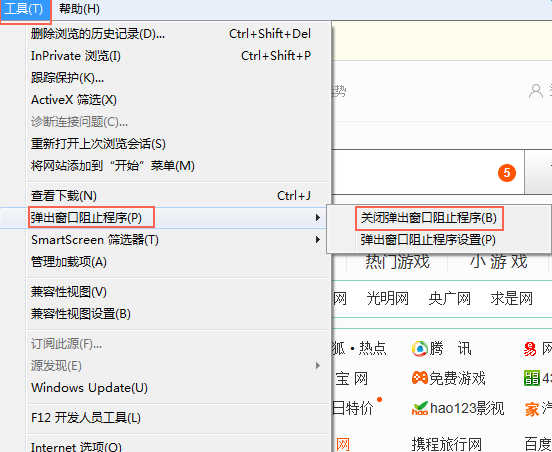 工具(T) 帮助(H)
删除浏览的历史记录(D)... Ctrl+Shift+Del
InPrivate 浏览(I) Ctrl+Shift+P
跟踪保护(K)...
ActiveX 筛选(X)
诊断连接问题(C)...
重新打开上次浏览会话(S)
将网站添加到“开始”菜单(M)
查看下载(N) Ctrl+J
弹出窗口阻止程序(P)
SmartScreen 筛选器(T)
管理加载项(A)
兼容性视图(V)
兼容性视图设置(B)
订阅此源(F)...
源发现(E)
Windows Update(U)
F12 开发人员工具(L)
Internet 选项(O)
关闭弹出窗口阻止程序(B)
弹出窗口阻止程序设置(P)
势
5
热门游戏 小 游 戏
网 光明网 央广网 求是网
狐·热点 腾 讯 网
宝 网 免费游戏 43
日特价 hao123影视 汽
网 携程旅行网 百度